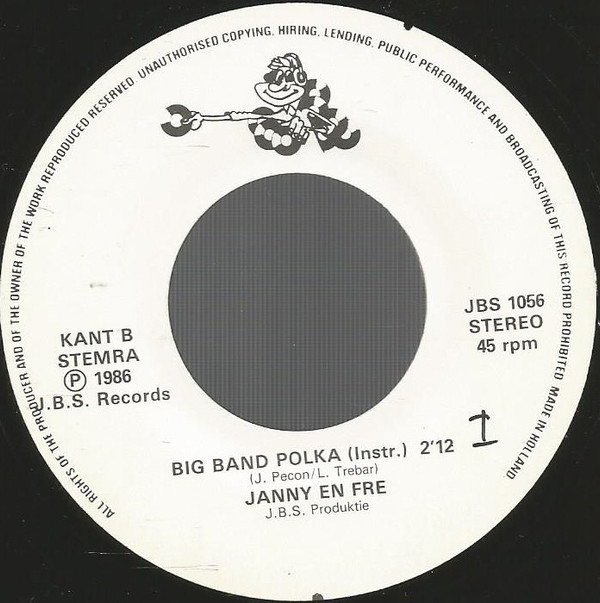 ALL RIGHTS OF THE PRODUCER AND OF THE OWNER OF THE WORK REPRODUCED RESERVED. UNAUTHORISED COPYING, HIRING, LENDING, PUBLIC PERFORMANCE AND BROADCASTING OF THIS RECORD PROHIBITED MADE IN HOLLAND
KANT B
STEMRA
Ⓟ 1986
J.B.S. Records
JBS 1056
STEREO
45 rpm
BIG BAND POLKA (Instr.) 2'12
I
(J. Pecon/L. Trebar)
JANNY EN FRE
J.B.S. Produktie